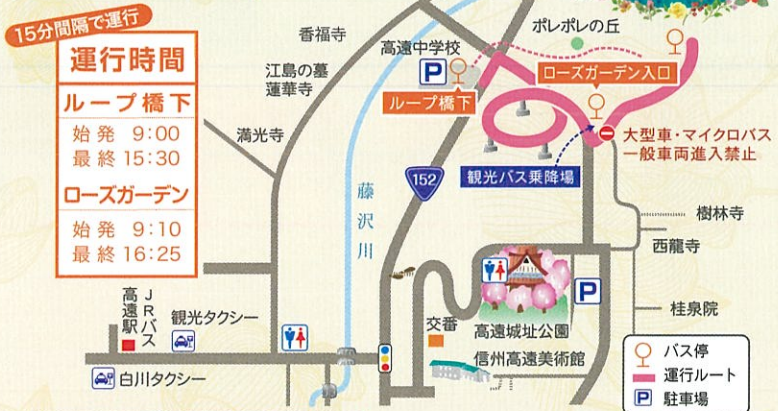 15分間隔で運行
運行時間
ループ橋下
始発 9:00
最終 15:30
ローズガーデン
始発 9:10
最終 16:25
香福寺
江島の墓
蓮華寺
満光寺
高遠中学校
P
ループ橋下
ポレポレの丘
ローズガーデン入口
大型車・マイクロバス
一般車両進入禁止
観光バス乗降場
152
藤沢川
樹林寺
西龍寺
桂泉院
P
高遠城址公園
信州高遠美術館
交番
JRバス
高遠駅
観光タクシー
白川タクシー
バス停
運行ルート
P 駐車場